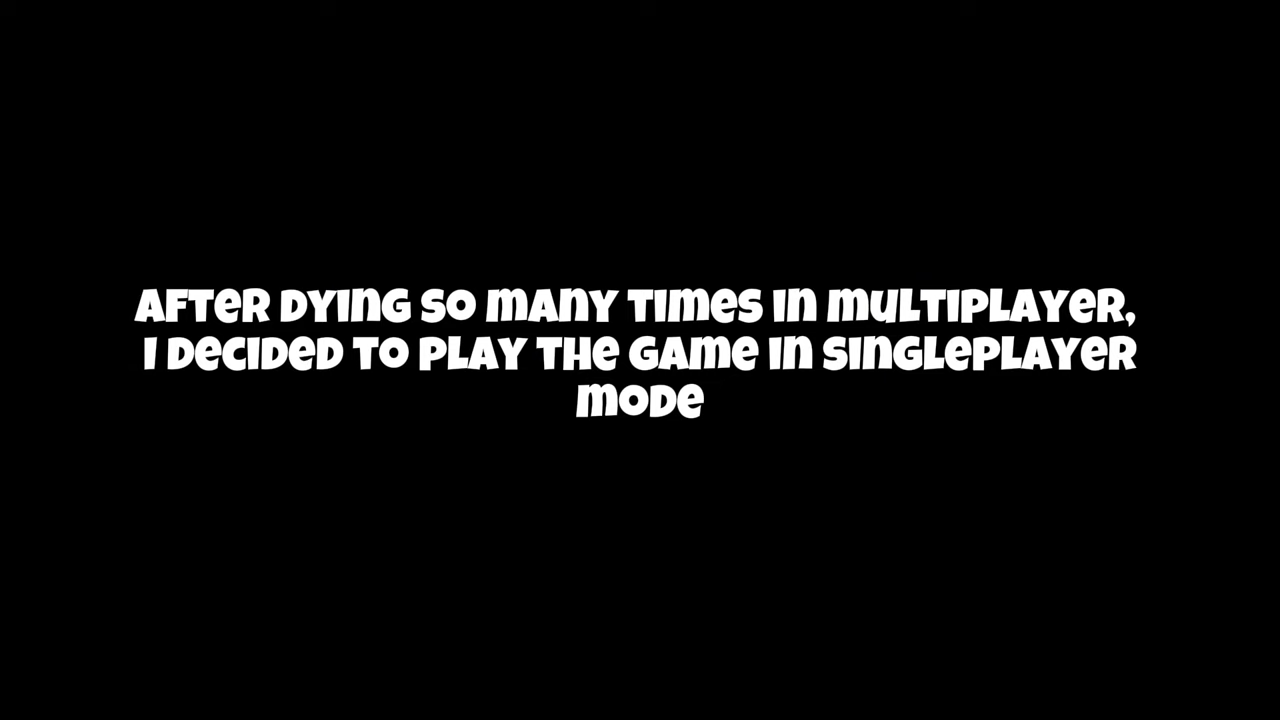 After dying so many times in multiplayer,
I decided to play the game in singleplayer
mode